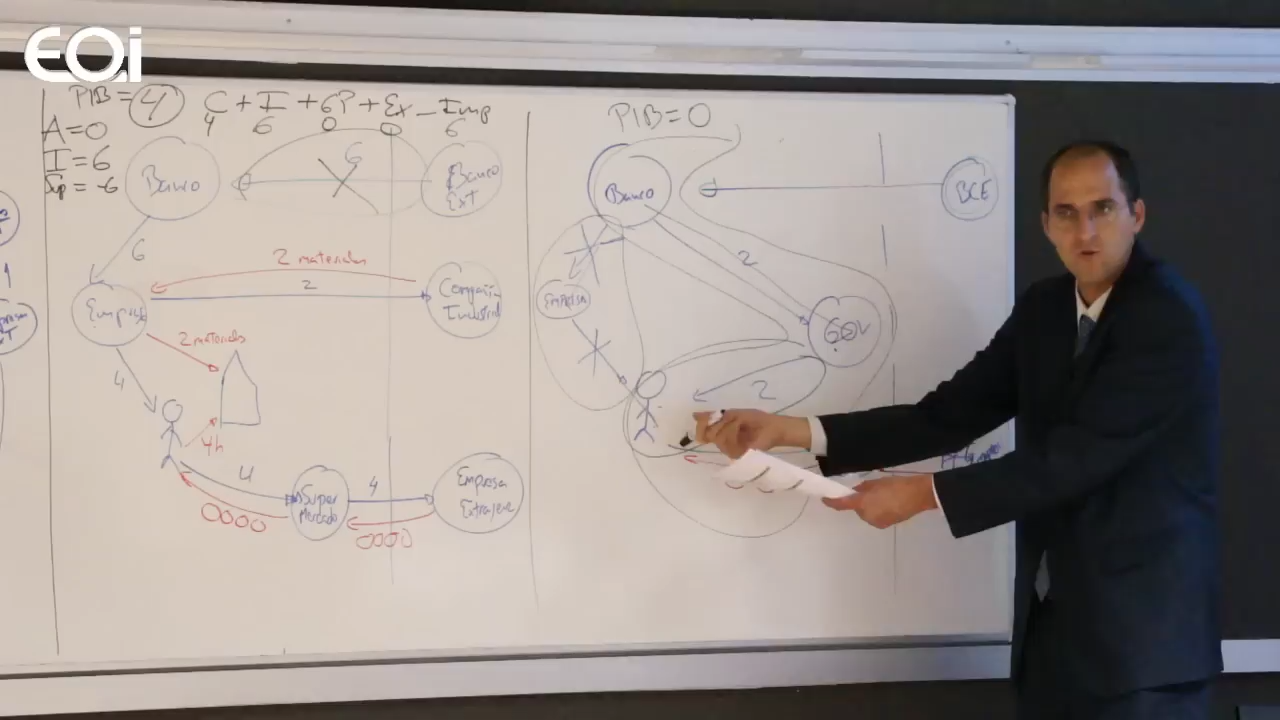 EOi
PIB = 4 C + I + GP + Ex - Imp
4 6 0 0 6
A=0
I=6
Sup = -6
Banco
6
Banco
Ext
6
2 materiales
2
Empresa
Compañia
Industrial
2 materiales
4
4h
4
Super
Mercado
4
Empresa
Extranjera
0000
0000
PIB=0
Banco
BCE
2
Empresa
GOV
2